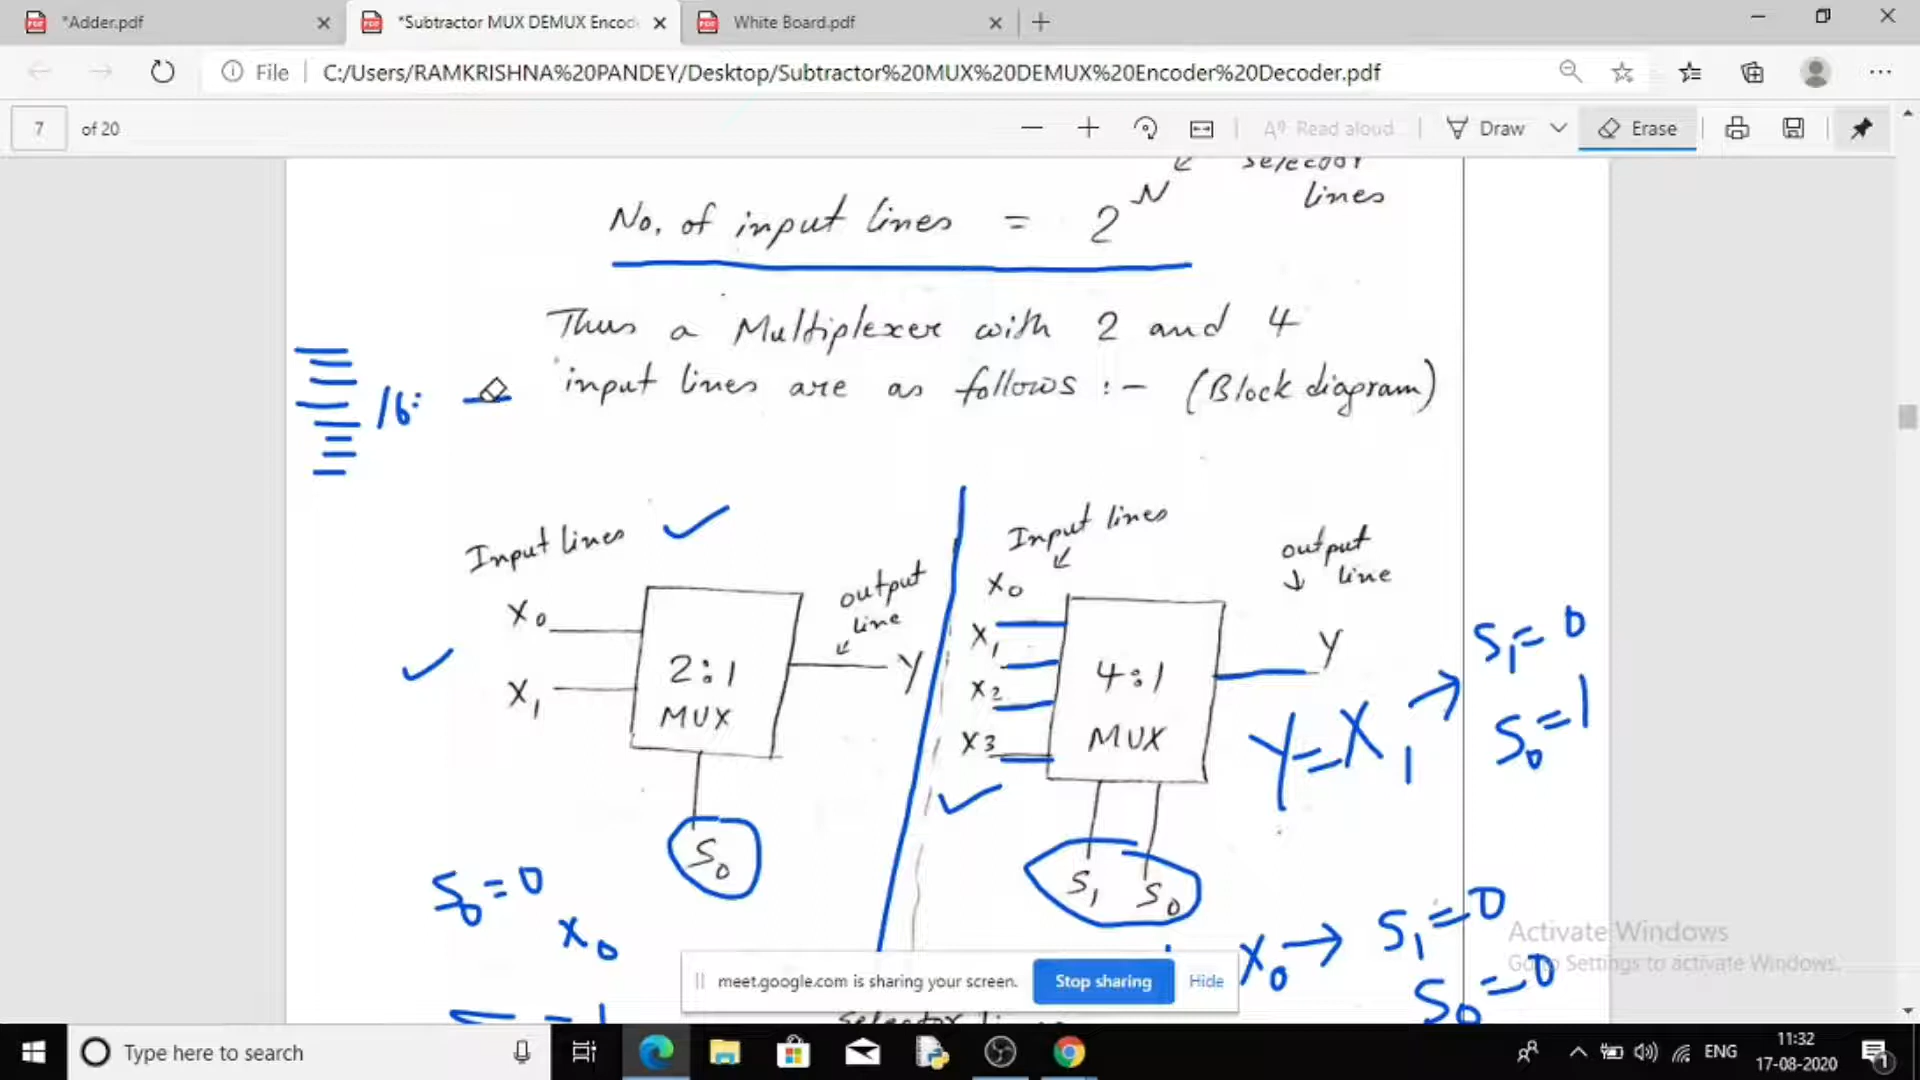 *Adder.pdf
*Subtractor MUX DEMUX Encod
White Board.pdf
File
C:/Users/RAMKRISHNA%20PANDEY/Desktop/Subtractor%20MUX%20DEMUX%20Encoder%20Decoder.pdf
7 of 20
Read aloud
Draw
Erase
selector
lines
No. of input lines = 2^N
Thus a Multiplexer with 2 and 4
input lines are as follows :- (Block diagram)
16:
Input lines
X0
X1
2:1
MUX
output
line
Y
S0
S0=0
X0
=1
Input lines
X0
X1
X2
X3
4:1
MUX
output
line
Y
Y=X1 → S1=0
S0=1
S1 S0
X0 → S1=0
S0=0
Activate Windows
Go to Settings to activate Windows.
meet.google.com is sharing your screen.
Stop sharing
Hide
selector
Type here to search
ENG
11:32
17-08-2020
1